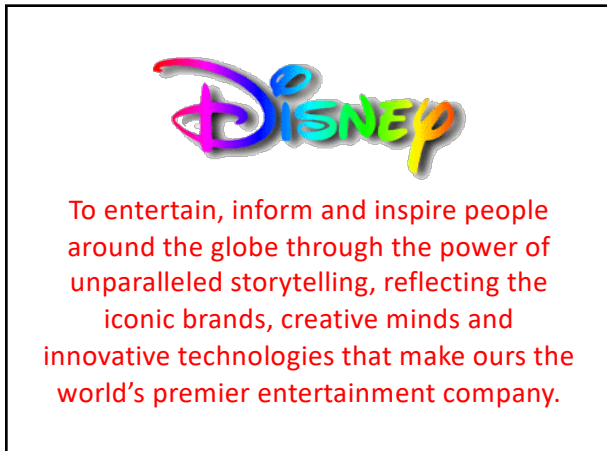 Disney
To entertain, inform and inspire people
around the globe through the power of
unparalleled storytelling, reflecting the
iconic brands, creative minds and
innovative technologies that make ours the
world’s premier entertainment company.